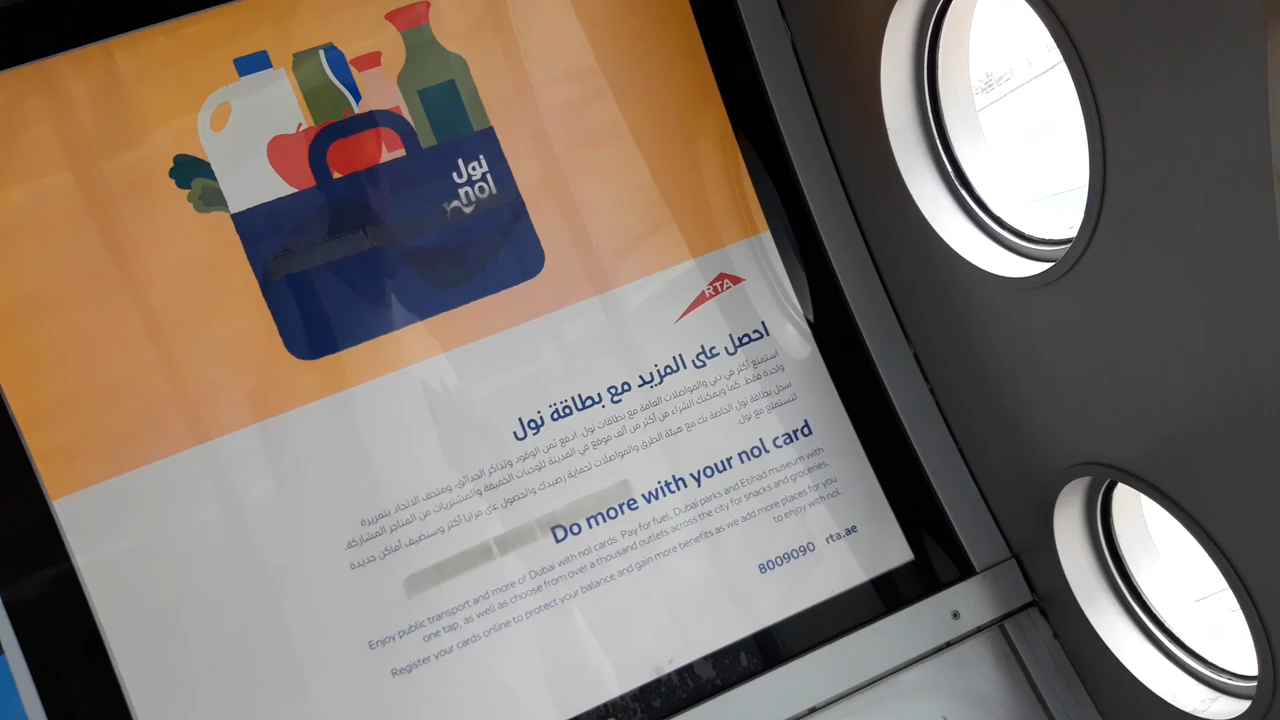 نول
nol
RTA
احصل على المزيد مع بطاقة نول
استمتع أكثر في دبي والمواصلات العامة مع بطاقات نول. ادفع ثمن الوقود وتذاكر الحدائق، ومتحف الاتحاد بتمريرة
واحدة فقط. كما ويمكنك الشراء من أكثر من ألف موقع في المدينة للوجبات الخفيفة والمشتريات من المتاجر المشاركة.
سجل بطاقة نول الخاصة بك مع هيئة الطرق والمواصلات لحماية رصيدك والحصول على مزايا أكثر وسنضيف أماكن جديدة
لتستمتع مع نول.
Do more with your nol card
Enjoy public transport and more of Dubai with nol cards. Pay for fuel, Dubai parks and Etihad museum with
one tap, as well as choose from over a thousand outlets across the city for snacks and groceries.
Register your cards online to protect your balance and gain more benefits as we add more places for you
to enjoy with nol.
8009090 rta.ae